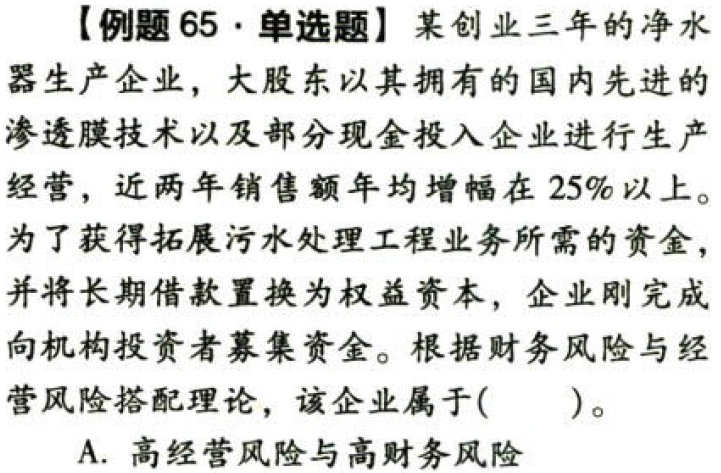 【例题 65·单选题】某创业三年的净水
器生产企业，大股东以其拥有的国内先进的
渗透膜技术以及部分现金投入企业进行生产
经营，近两年销售额年均增幅在 25%以上。
为了获得拓展污水处理工程业务所需的资金，
并将长期借款置换为权益资本，企业刚完成
向机构投资者募集资金。根据财务风险与经
营风险搭配理论，该企业属于(　　)。
A. 高经营风险与高财务风险